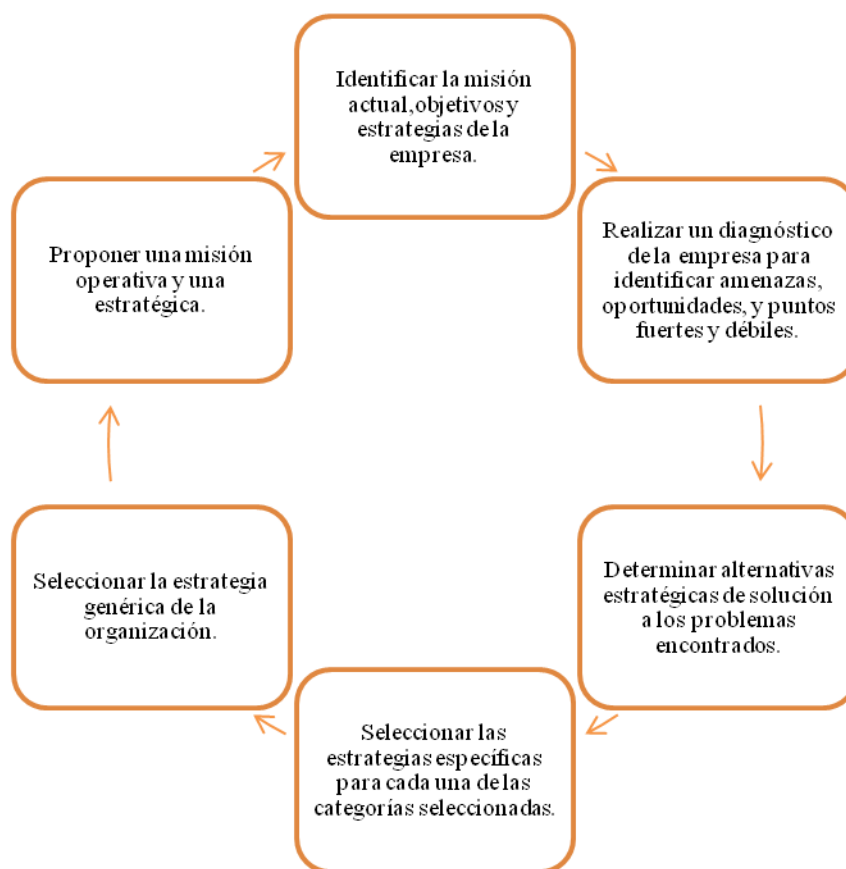 Identificar la misión
actual,objetivos y
estrategias de la
empresa.
Realizar un diagnóstico
de la empresa para
identificar amenazas,
oportunidades, y puntos
fuertes y débiles.
Determinar alternativas
estratégicas de solución
a los problemas
encontrados.
Seleccionar las
estrategias específicas
para cada una de las
categorías seleccionadas.
Seleccionar la estrategia
genérica de la
organización.
Proponer una misión
operativa y una
estratégica.